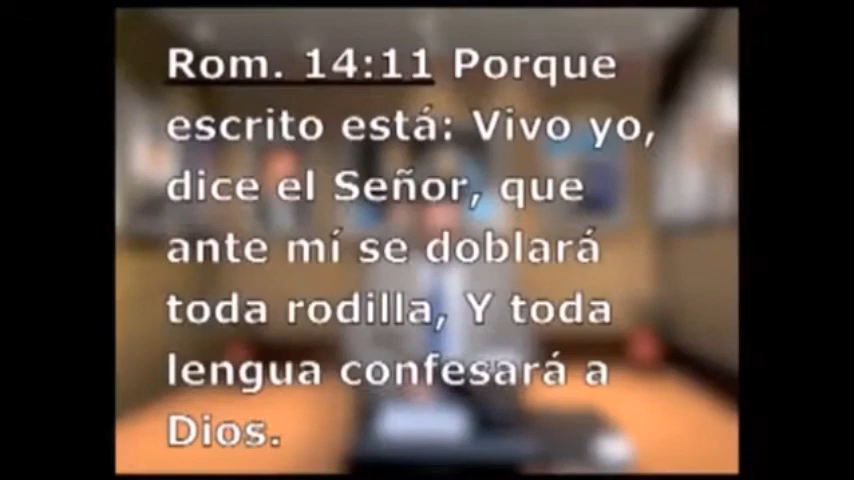 Rom. 14:11 Porque
escrito está: Vivo yo,
dice el Señor, que
ante mí se doblará
toda rodilla, Y toda
lengua confesará a
Dios.